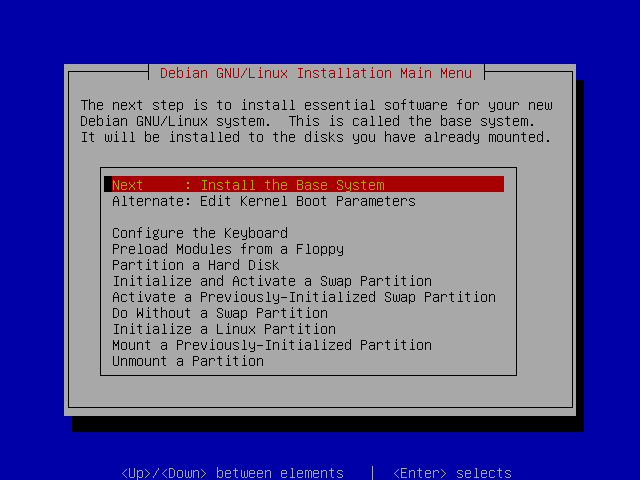 Debian GNU/Linux Installation Main Menu
The next step is to install essential software for your new
Debian GNU/Linux system.  This is called the base system.
It will be installed to the disks you have already mounted.
Next     : Install the Base System
Alternate: Edit Kernel Boot Parameters
Configure the Keyboard
Preload Modules from a Floppy
Partition a Hard Disk
Initialize and Activate a Swap Partition
Activate a Previously-Initialized Swap Partition
Do Without a Swap Partition
Initialize a Linux Partition
Mount a Previously-Initialized Partition
Unmount a Partition
<Up>/<Down> between elements   |  <Enter> selects